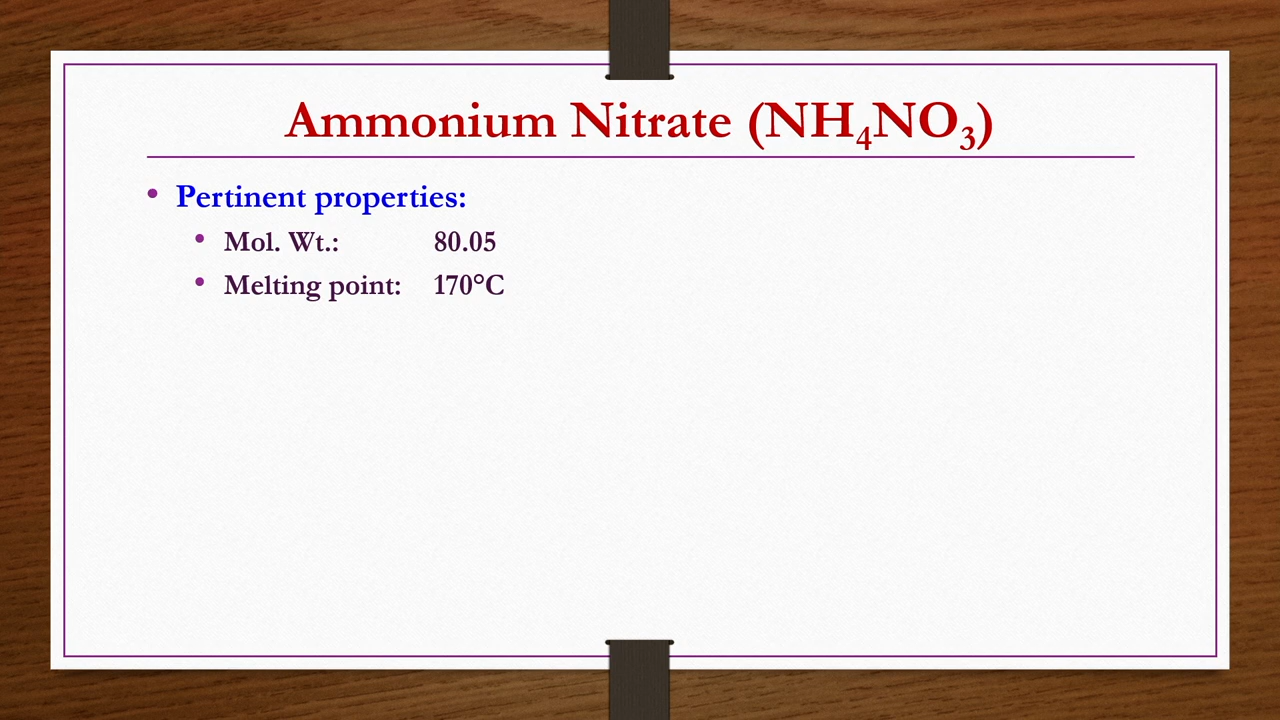 Ammonium Nitrate (NH₄NO₃)
• Pertinent properties:
• Mol. Wt.: 80.05
• Melting point: 170°C